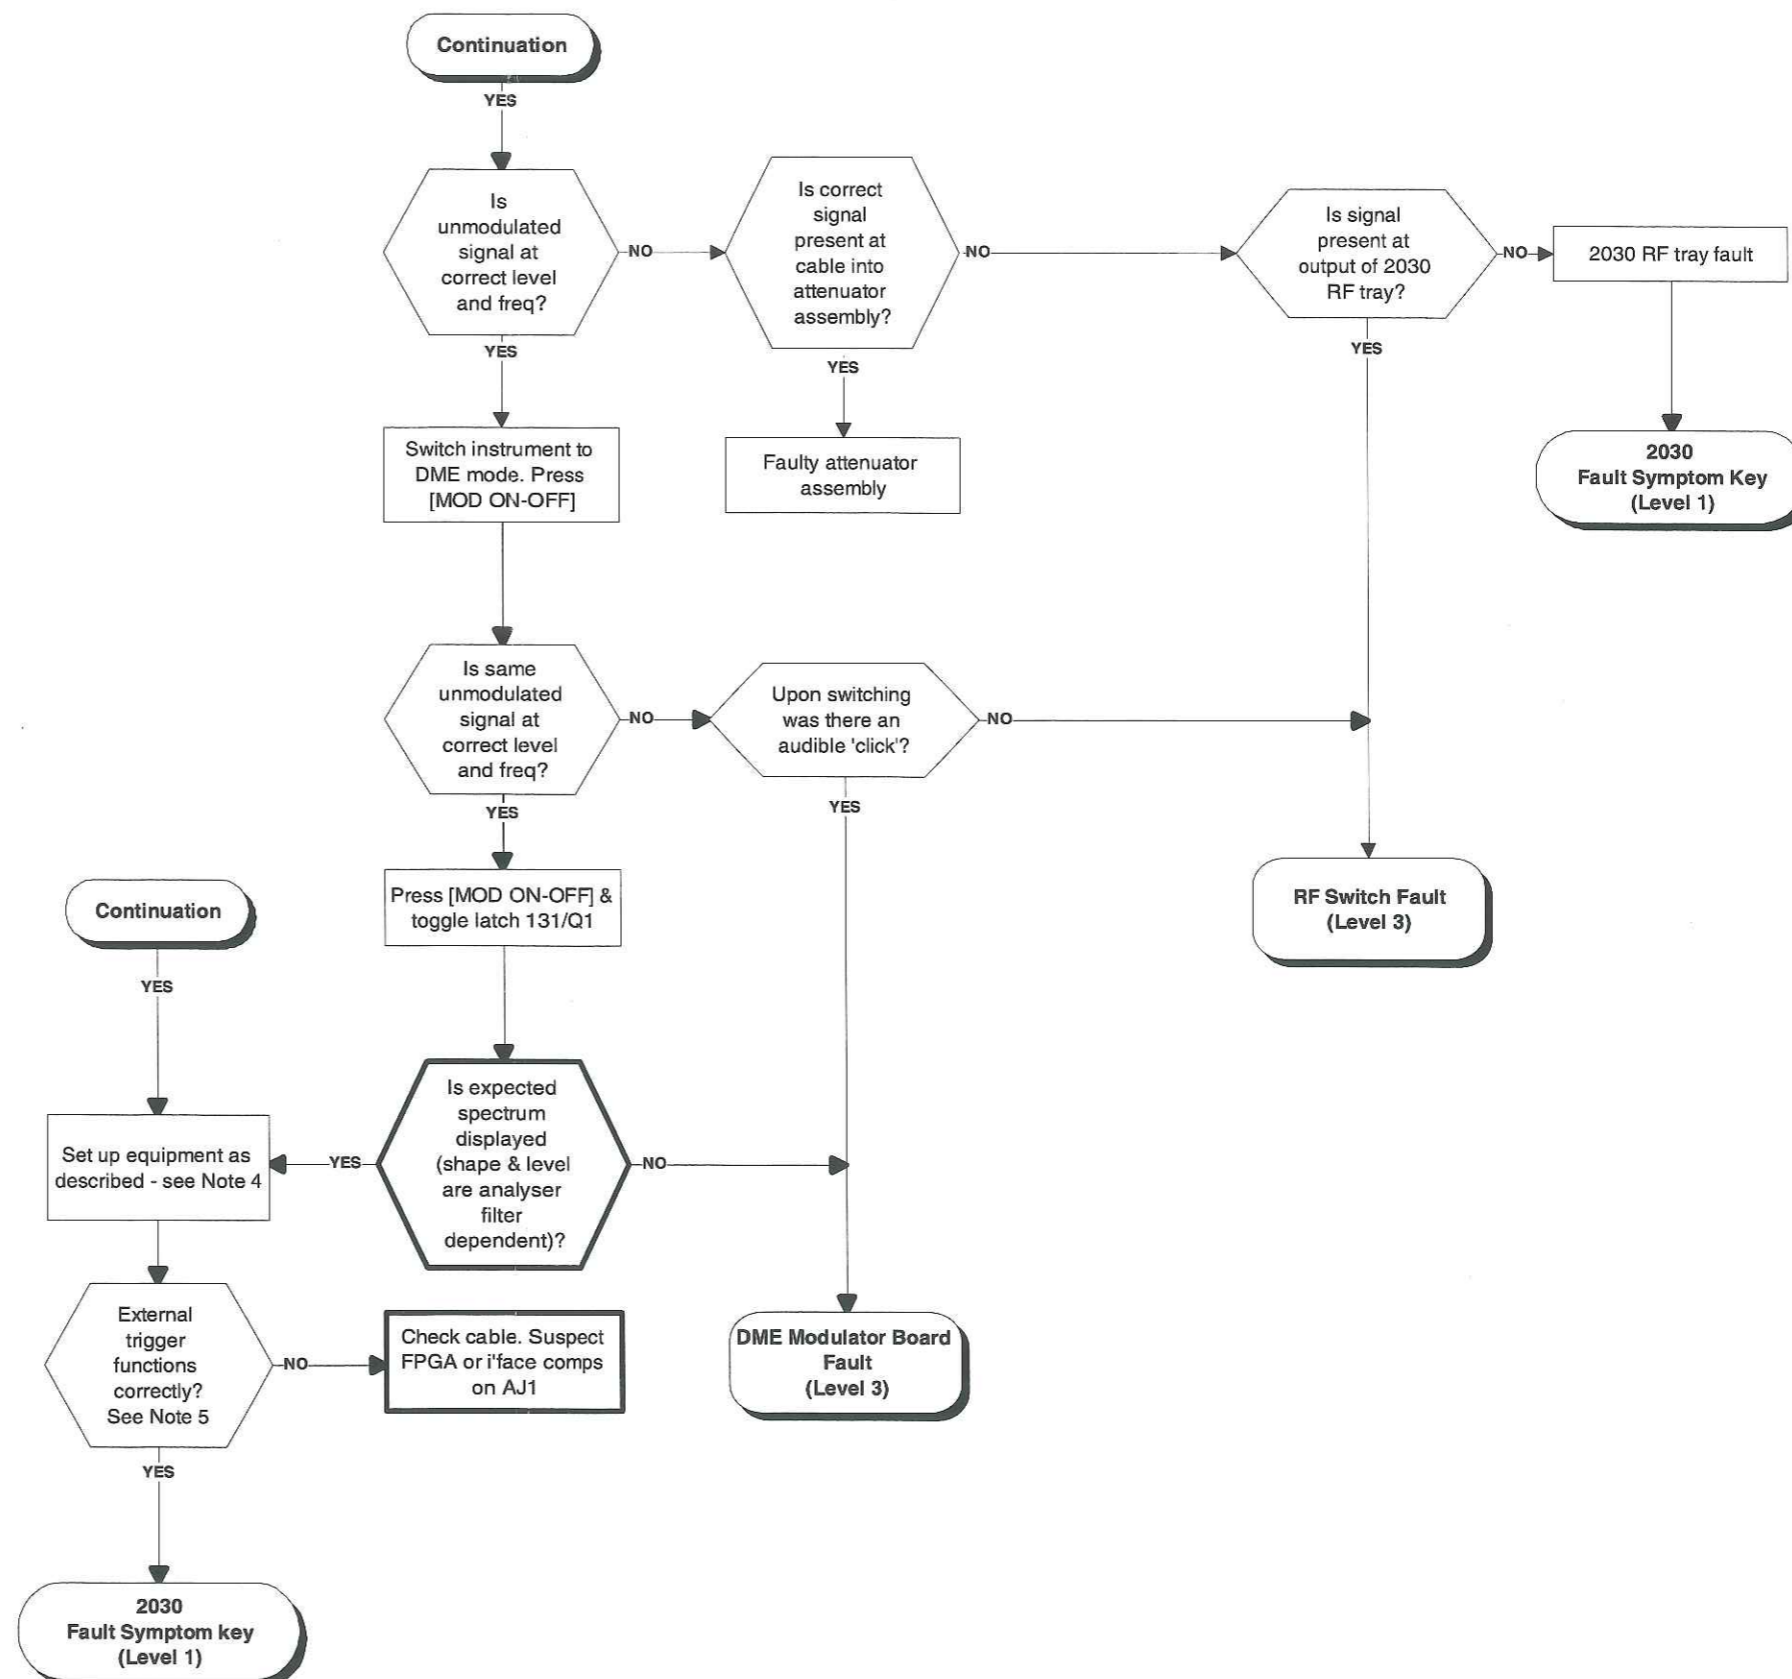 Continuation
YES
Is
unmodulated
signal at
correct level
and freq?
NO
Is correct
signal
present at
cable into
attenuator
assembly?
NO
Is signal
present at
output of 2030
RF tray?
NO
2030 RF tray fault
YES
YES
YES
Switch instrument to
DME mode. Press
[MOD ON-OFF]
Faulty attenuator
assembly
2030
Fault Symptom Key
(Level 1)
Is same
unmodulated
signal at
correct level
and freq?
NO
Upon switching
was there an
audible 'click'?
NO
YES
YES
Press [MOD ON-OFF] &
toggle latch 131/Q1
RF Switch Fault
(Level 3)
Continuation
YES
Is expected
spectrum
displayed
(shape & level
are analyser
filter
dependent)?
YES
NO
Set up equipment as
described - see Note 4
External
trigger
functions
correctly?
See Note 5
NO
Check cable. Suspect
FPGA or i'face comps
on AJ1
DME Modulator Board
Fault
(Level 3)
YES
2030
Fault Symptom key
(Level 1)